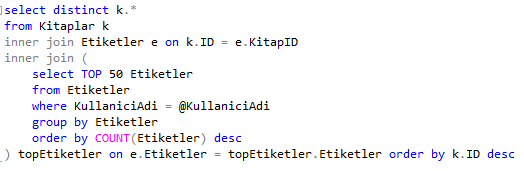 select distinct k.*
from Kitaplar k
inner join Etiketler e on k.ID = e.KitapID
inner join (
    select TOP 50 Etiketler
    from Etiketler
    where KullaniciAdi = @KullaniciAdi
    group by Etiketler
    order by COUNT(Etiketler) desc
) topEtiketler on e.Etiketler = topEtiketler.Etiketler order by k.ID desc